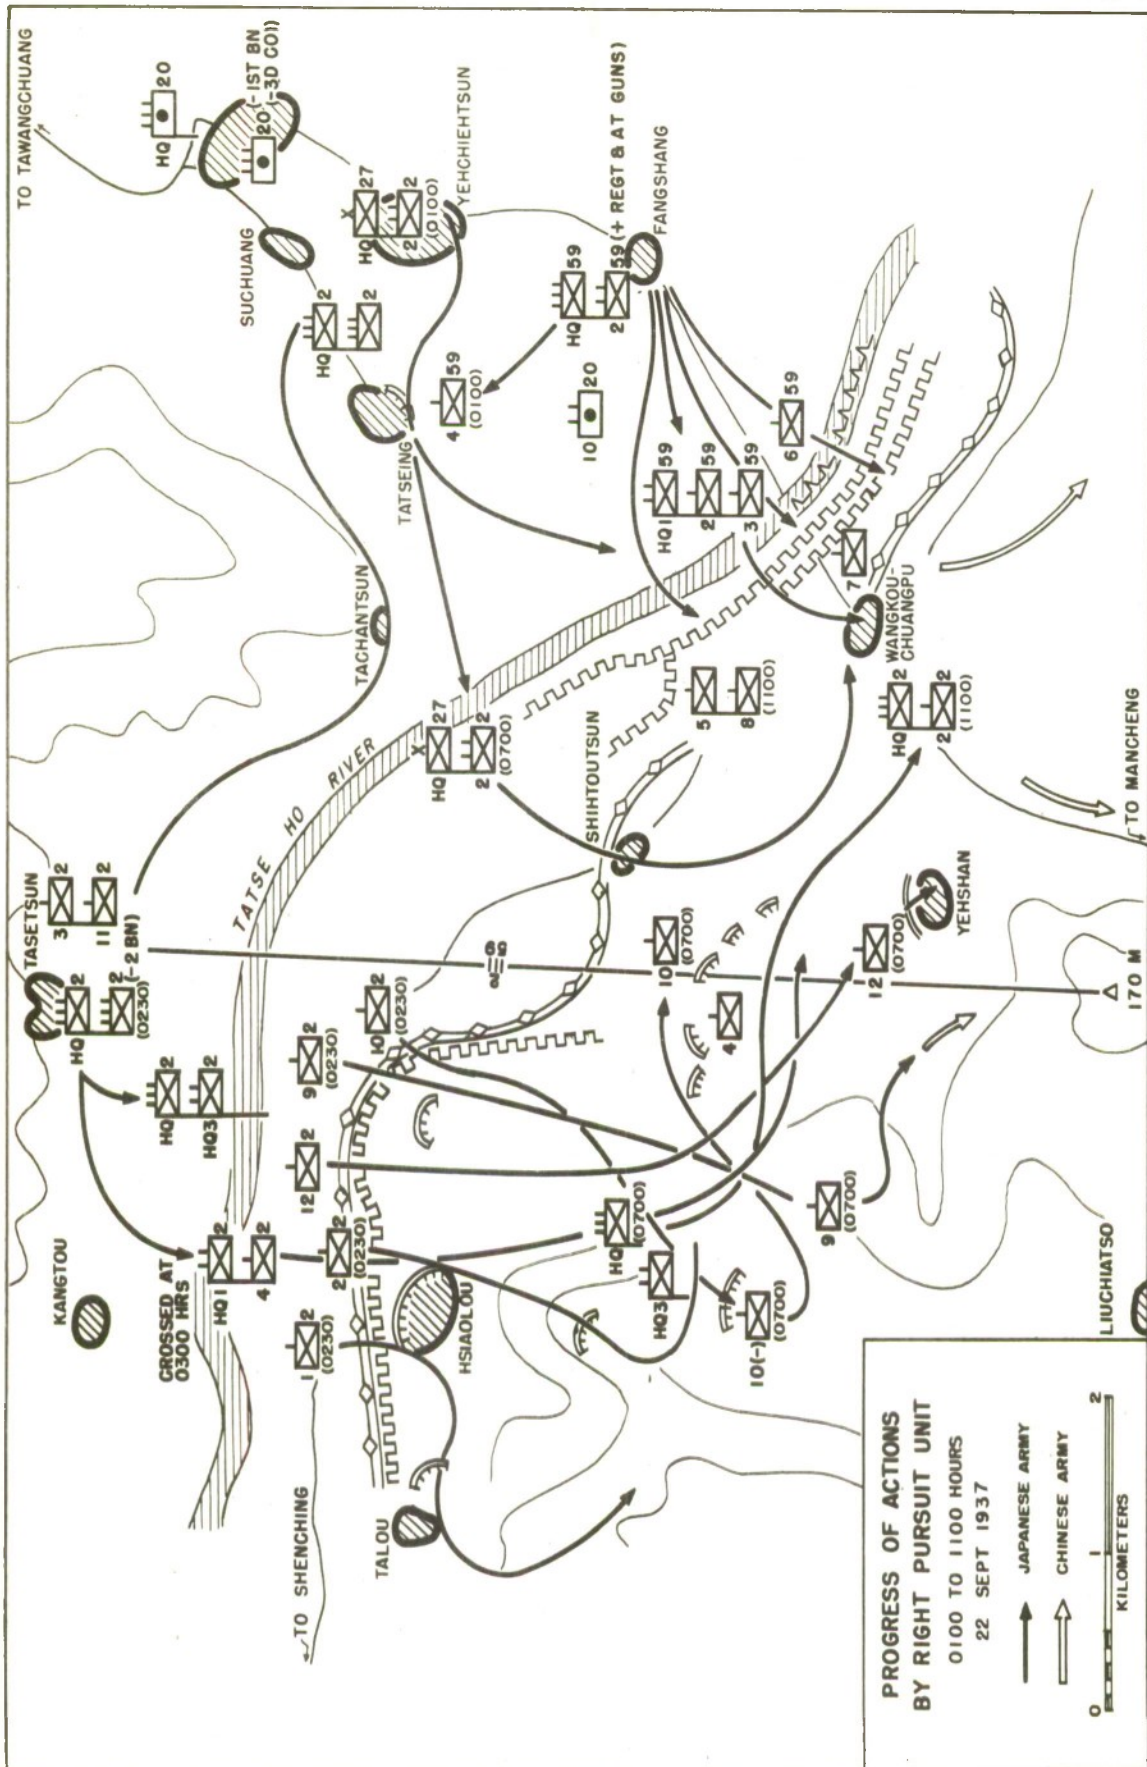 TO TAWANGCHUANG
HQ 20
20 (-1ST BN
(-3D CO)
SUCHUANG
HQ 27
2 2
(0100)
YEHCHIEHTSUN
HQ 2
2
TATSEING
4 59
(0100)
HQ 59
2 59 (+ REGT & AT GUNS)
FANGSHANG
10 20
HQ1 59
2 59
3 59
6 59
7
WANGKOU-
CHUANGPU
HQ 2
2 2
(1100)
TO MANCHENG
TACHANTSUN
TATSE HO RIVER
HQ 27
2 2
(0700)
5
8
(1100)
SHIHTOUTSUN
TASETSUN
3 2
11 2
HQ 2
2 (-2 BN)
(0230)
HQ 2
HQ3 2
2 III 59
10 2
(0230)
9 2
(0230)
12 2
2 2
(0230)
1 2
(0230)
10
(0700)
4
12
(0700)
YEHSHAN
170 M
KANGTOU
CROSSED AT
0300 HRS
HQ1 2
4 2
HSIAOLOU
HQ
(0700)
HQ3
10(-)
(0700)
9
(0700)
TO SHENCHING
TALOU
LIUCHIATSO
PROGRESS OF ACTIONS
BY RIGHT PURSUIT UNIT
0100 TO 1100 HOURS
22 SEPT 1937
JAPANESE ARMY
CHINESE ARMY
0 1 2
KILOMETERS